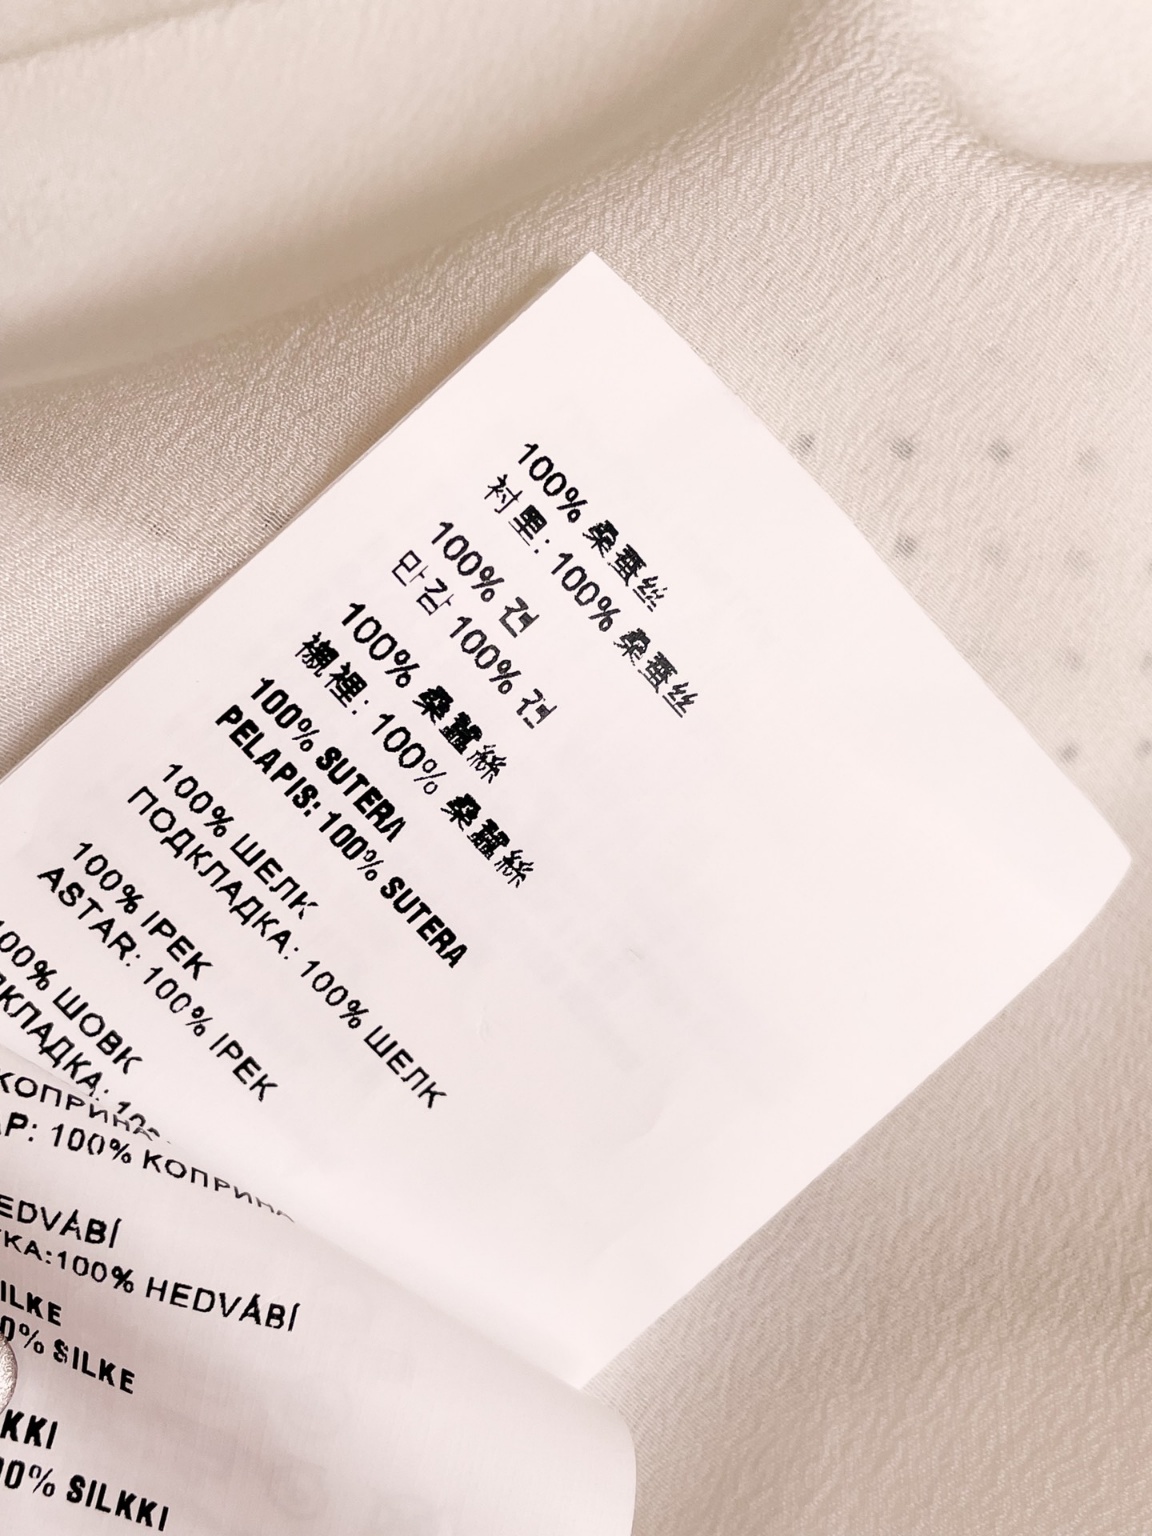 100% 桑蚕丝
衬里: 100% 桑蚕丝
100% 견
안감 100% 견
100% 桑蠶絲
襯裡: 100% 桑蠶絲
100% SUTERA
PELAPIS: 100% SUTERA
100% ШЕЛК
ПОДКЛАДКА: 100% ШЕЛК
100% IPEK
ASTAR: 100% IPEK
100% ШОВК
КОПРИНА
100% КОПРИНА
HEDVÁBÍ
100% HEDVÁBÍ
SILKE
SILKE
SILKKI